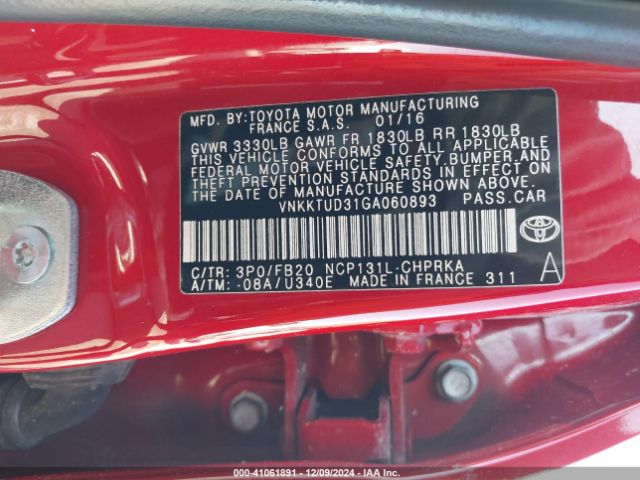 MFD. BY:TOYOTA MOTOR MANUFACTURING
FRANCE S.A.S. 01/16
GVWR 3330LB GAWR FR 1830LB RR 1830LB
THIS VEHICLE CONFORMS TO ALL APPLICABLE
FEDERAL MOTOR VEHICLE SAFETY,BUMPER,AND
THEFT PREVENTION STANDARDS IN EFFECT ON
THE DATE OF MANUFACTURE SHOWN ABOVE.
VNKKTUD31GA060893 PASS.CAR
C/TR: 3P0/FB20 NCP131L-CHPRKA A
A/TM: -08A/U340E MADE IN FRANCE 311
000-41061891 - 12/09/2024 - IAA Inc.